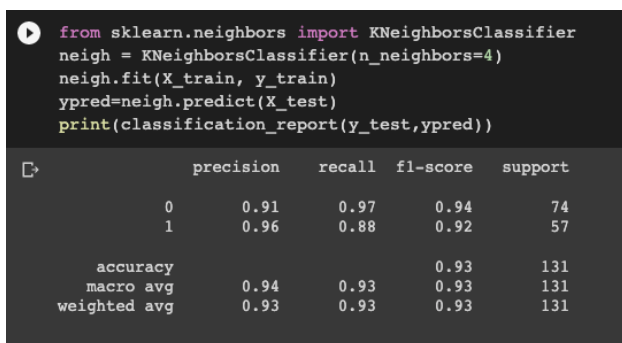 from sklearn.neighbors import KNeighborsClassifier
neigh = KNeighborsClassifier(n_neighbors=4)
neigh.fit(X_train, y_train)
ypred=neigh.predict(X_test)
print(classification_report(y_test,ypred))
precision recall f1-score support
0 0.91 0.97 0.94 74
1 0.96 0.88 0.92 57
accuracy 0.93 131
macro avg 0.94 0.93 0.93 131
weighted avg 0.93 0.93 0.93 131